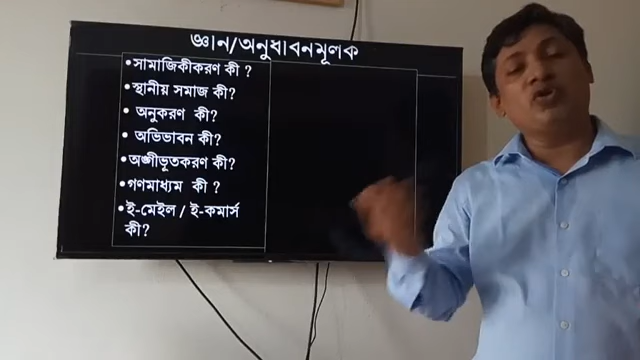 জ্ঞান/অনুধাবনমূলক
•সামাজিকীকরণ কী ?
•স্থানীয় সমাজ কী?
• অনুকরণ কী?
• অভিভাবন কী?
•অঙ্গীভূতকরণ কী?
•গণমাধ্যম কী ?
•ই-মেইল / ই-কমার্স
কী?